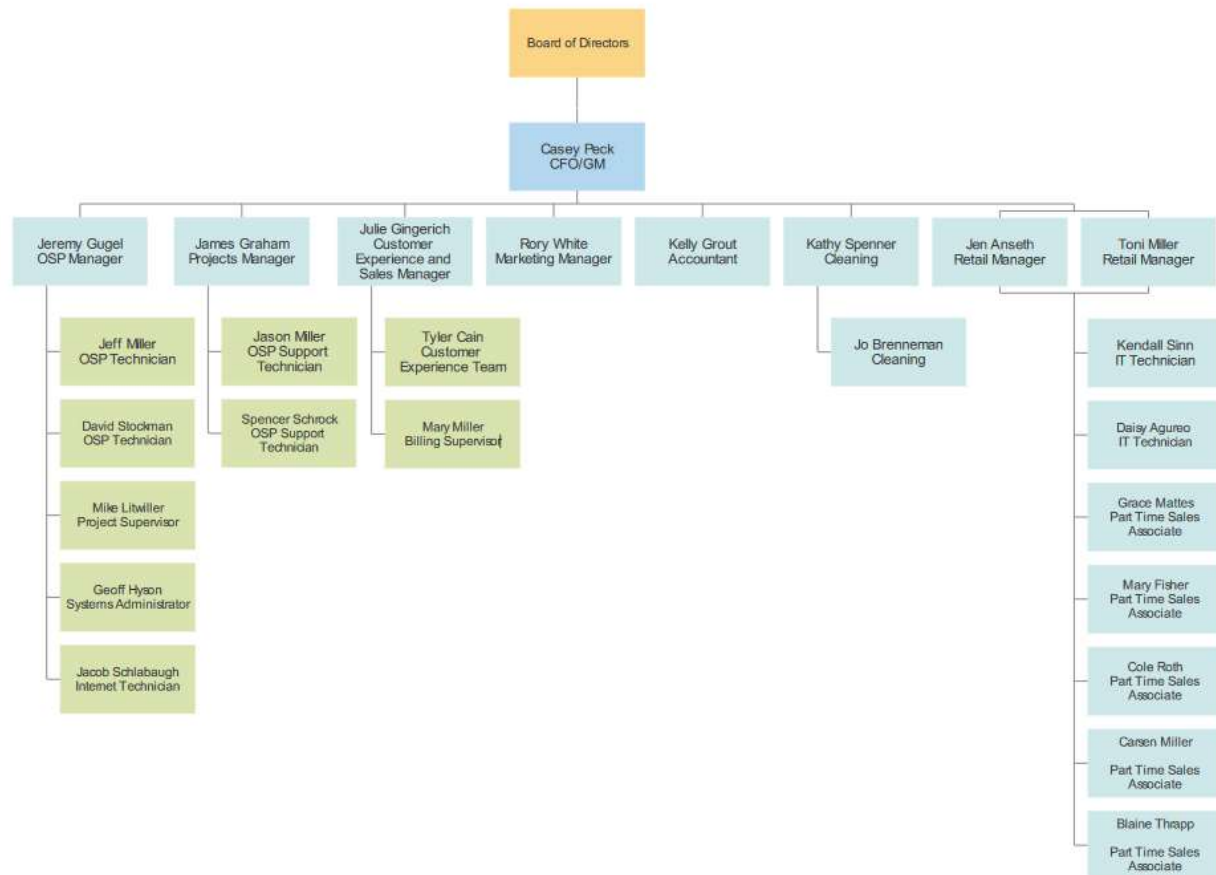 Board of Directors
Casey Peck
CFO/GM
Jeremy Gugel
OSP Manager
James Graham
Projects Manager
Julie Gingerich
Customer
Experience and
Sales Manager
Rory White
Marketing Manager
Kelly Grout
Accountant
Kathy Spenner
Cleaning
Jen Anseth
Retail Manager
Toni Miller
Retail Manager
Jeff Miller
OSP Technician
David Stockman
OSP Technician
Mike Litwiller
Project Supervisor
Geoff Hyson
Systems Administrator
Jacob Schlabaugh
Internet Technician
Jason Miller
OSP Support
Technician
Spencer Schrock
OSP Support
Technician
Tyler Cain
Customer
Experience Team
Mary Miller
Billing Supervisor
Jo Brenneman
Cleaning
Kendall Sinn
IT Technician
Daisy Agureo
IT Technician
Grace Mattes
Part Time Sales
Associate
Mary Fisher
Part Time Sales
Associate
Cole Roth
Part Time Sales
Associate
Carsen Miller
Part Time Sales
Associate
Blaine Thrapp
Part Time Sales
Associate